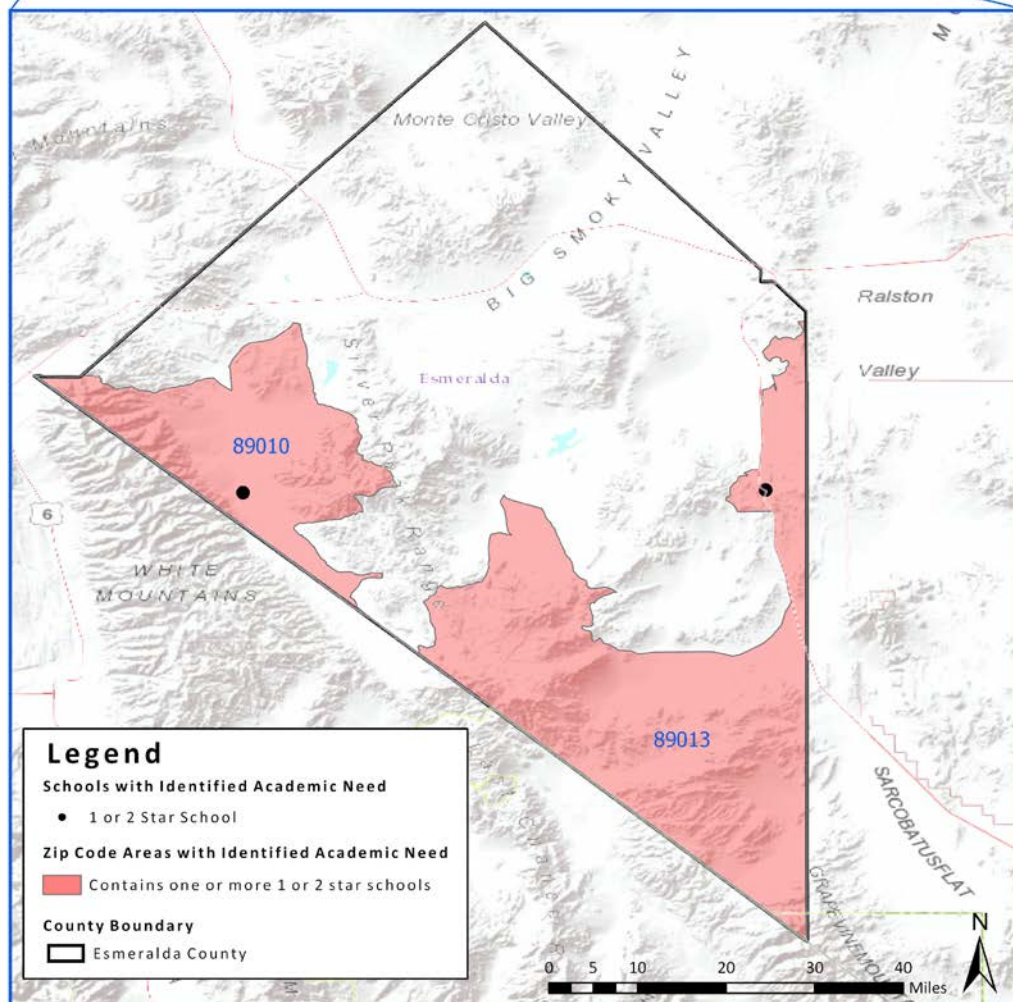 Monte Cristo Valley
Mountains
BIG SMOKY VALLEY
Ralston
Valley
Silver Peak Range
Esmeralda
89010
6
WHITE
MOUNTAINS
89013
SARCOBATUSFLAT
Legend
Schools with Identified Academic Need
1 or 2 Star School
Zip Code Areas with Identified Academic Need
Contains one or more 1 or 2 star schools
County Boundary
Esmeralda County
N
0 5 10 20 30 40
Miles